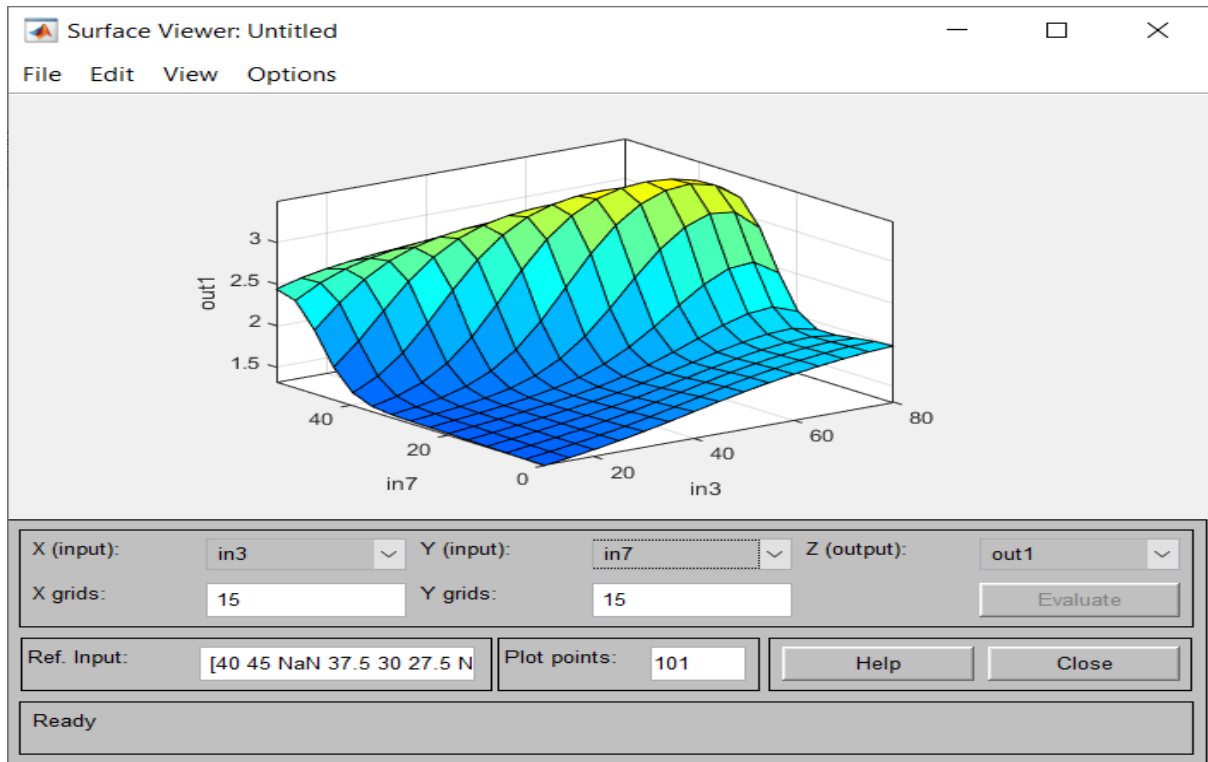 Surface Viewer: Untitled
File Edit View Options
3
2.5
2
1.5
out1
40
20
0
in7
20
40
60
80
in3
X (input): in3 Y (input): in7 Z (output): out1
X grids: 15 Y grids: 15 Evaluate
Ref. Input: [40 45 NaN 37.5 30 27.5 N Plot points: 101 Help Close
Ready